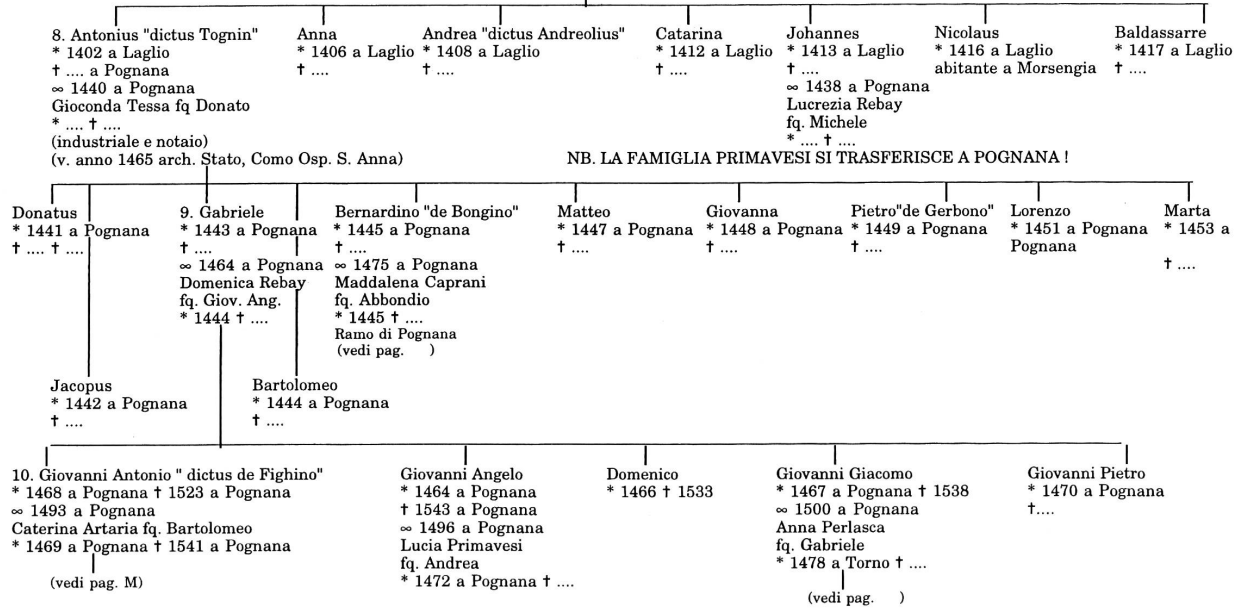 8. Antonius "dictus Tognin"
* 1402 a Laglio
† .... a Pognana
∞ 1440 a Pognana
Gioconda Tessa fq Donato
* .... † ....
(industriale e notaio)
(v. anno 1465 arch. Stato, Como Osp. S. Anna)
Anna
* 1406 a Laglio
† ....
Andrea "dictus Andreolius"
* 1408 a Laglio
† ....
Catarina
* 1412 a Laglio
† ....
Johannes
* 1413 a Laglio
† ....
∞ 1438 a Pognana
Lucrezia Rebay
fq. Michele
* .... † ....
Nicolaus
* 1416 a Laglio
abitante a Morsengia
Baldassarre
* 1417 a Laglio
† ....
NB. LA FAMIGLIA PRIMAVESI SI TRASFERISCE A POGNANA !
Donatus
* 1441 a Pognana
† .... † ....
9. Gabriele
* 1443 a Pognana
† ....
∞ 1464 a Pognana
Domenica Rebay
fq. Giov. Ang.
* 1444 † ....
Bernardino "de Bongino"
* 1445 a Pognana
† ....
∞ 1475 a Pognana
Maddalena Caprani
fq. Abbondio
* 1445 † ....
Ramo di Pognana
(vedi pag. )
Matteo
* 1447 a Pognana
† ....
Giovanna
* 1448 a Pognana
† ....
Pietro"de Gerbono"
* 1449 a Pognana
† ....
Lorenzo
* 1451 a Pognana
Pognana
Marta
* 1453 a
† ....
Jacopus
* 1442 a Pognana
† ....
Bartolomeo
* 1444 a Pognana
† ....
10. Giovanni Antonio " dictus de Fighino"
* 1468 a Pognana † 1523 a Pognana
∞ 1493 a Pognana
Caterina Artaria fq. Bartolomeo
* 1469 a Pognana † 1541 a Pognana
(vedi pag. M)
Giovanni Angelo
* 1464 a Pognana
† 1543 a Pognana
∞ 1496 a Pognana
Lucia Primavesi
fq. Andrea
* 1472 a Pognana † ....
Domenico
* 1466 † 1533
Giovanni Giacomo
* 1467 a Pognana † 1538
∞ 1500 a Pognana
Anna Perlasca
fq. Gabriele
* 1478 a Torno † ....
(vedi pag. )
Giovanni Pietro
* 1470 a Pognana
†....